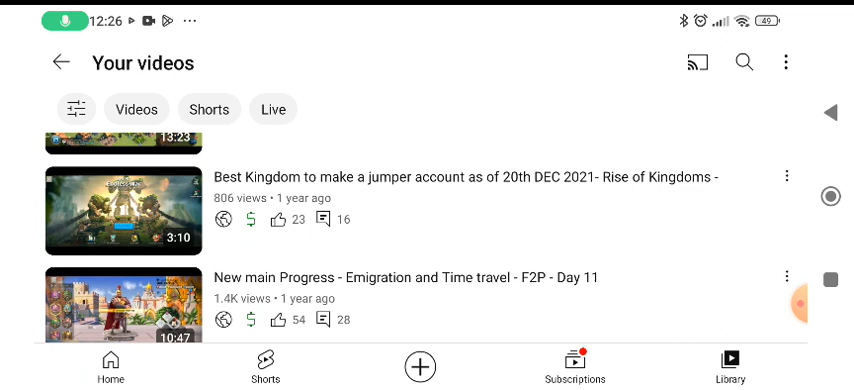 12:26
49
Your videos
Videos
Shorts
Live
13:23
Best Kingdom to make a jumper account as of 20th DEC 2021- Rise of Kingdoms -
806 views • 1 year ago
23
16
3:10
New main Progress - Emigration and Time travel - F2P - Day 11
1.4K views • 1 year ago
54
28
10:47
Home
Shorts
Subscriptions
Library